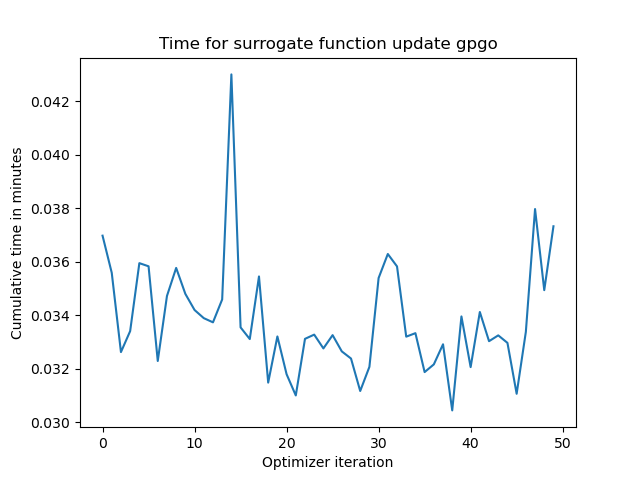 Time for surrogate function update gpgo
Cumulative time in minutes
0.042
0.040
0.038
0.036
0.034
0.032
0.030
0 10 20 30 40 50
Optimizer iteration